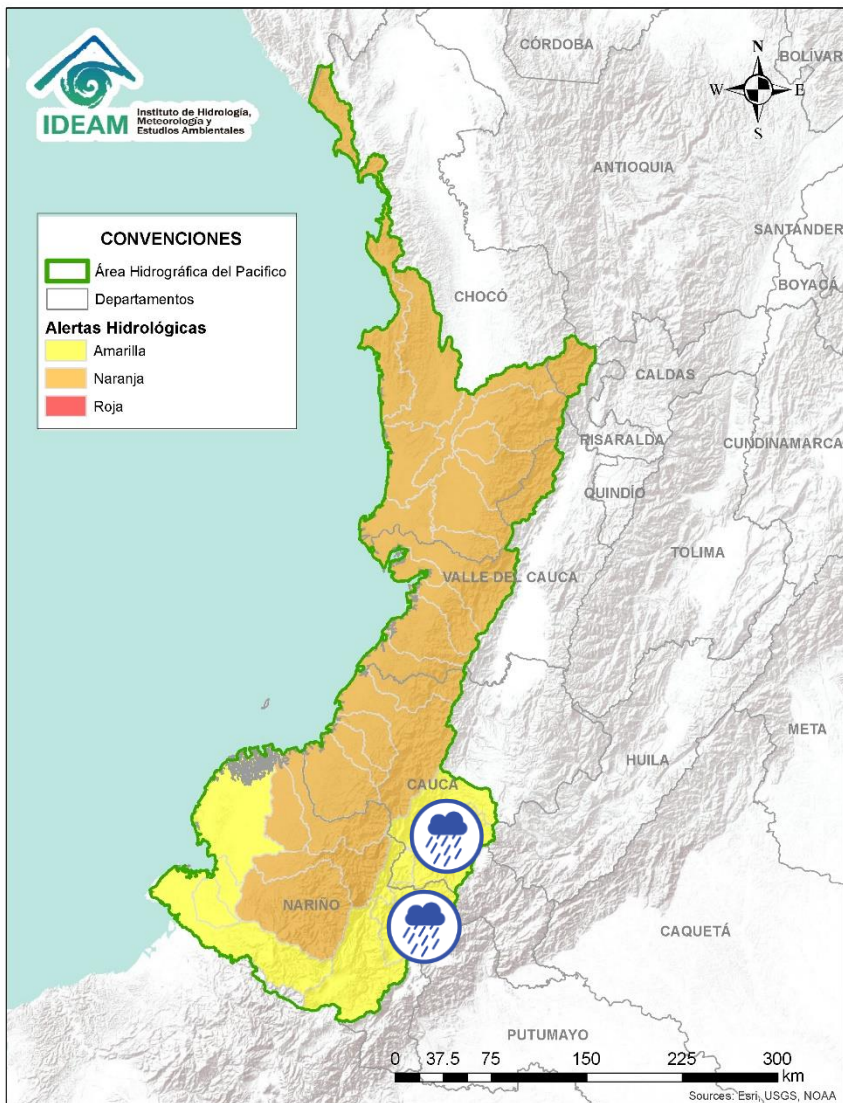 IDEAM
Instituto de Hidrología,
Meteorología y
Estudios Ambientales
N
W
E
S
CÓRDOBA
BOLÍVAR
ANTIOQUIA
SANTANDER
BOYACÁ
CONVENCIONES
Área Hidrográfica del Pacifico
Departamentos
Alertas Hidrológicas
Amarilla
Naranja
Roja
CHOCÓ
CALDAS
RISARALDA
CUNDINAMARCA
QUINDÍO
TOLIMA
VALLE DEL CAUCA
META
HUILA
CAUCA
NARIÑO
CAQUETÁ
PUTUMAYO
0 37.5 75 150 225 300
km
Sources: Esri, USGS, NOAA